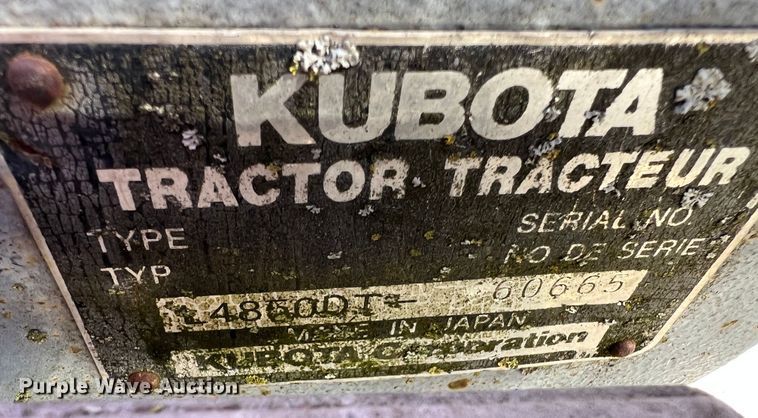 KUBOTA
TRACTOR TRACTEUR
TYPE SERIAL NO
TYP NO DE SERIE
60665
MADE IN JAPAN
KUBOTA Corporation
Purple Wave Auction